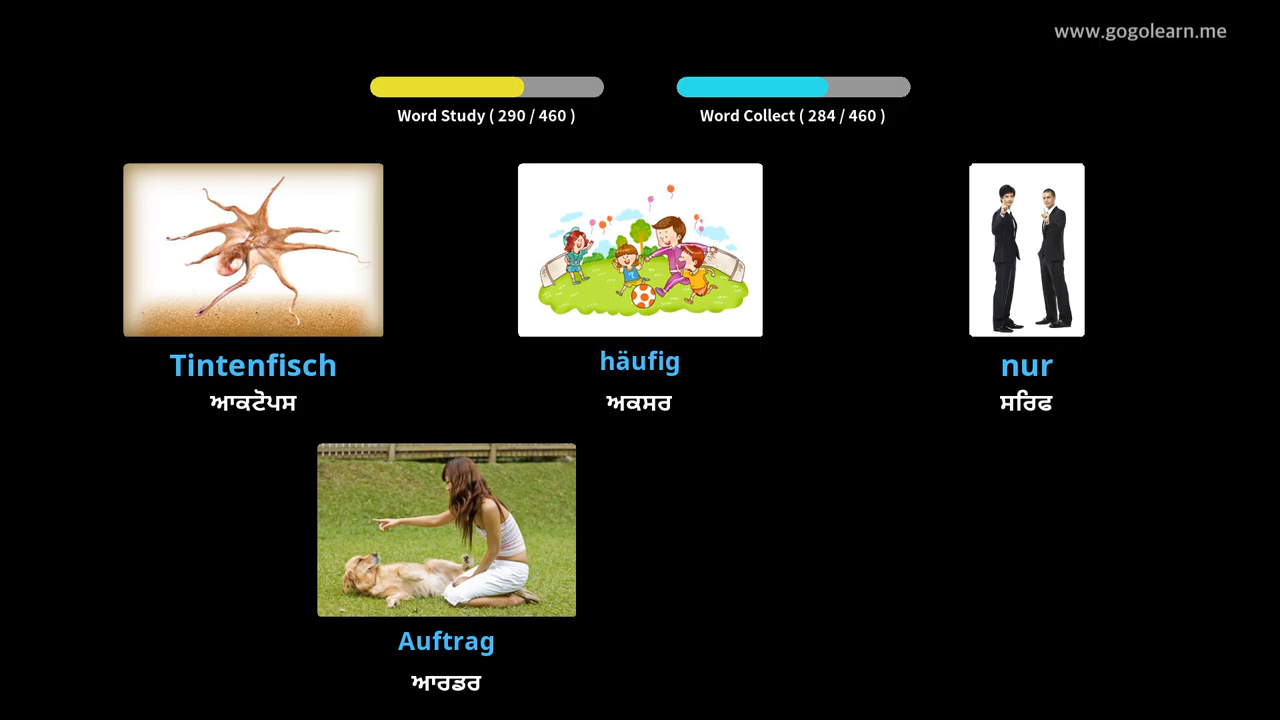 www.gogolearn.me
Word Study ( 290 / 460 )
Word Collect ( 284 / 460 )
Tintenfisch
ਆਕਟੋਪਸ
häufig
ਅਕਸਰ
nur
ਸਰਿਫ
Auftrag
ਆਰਡਰ